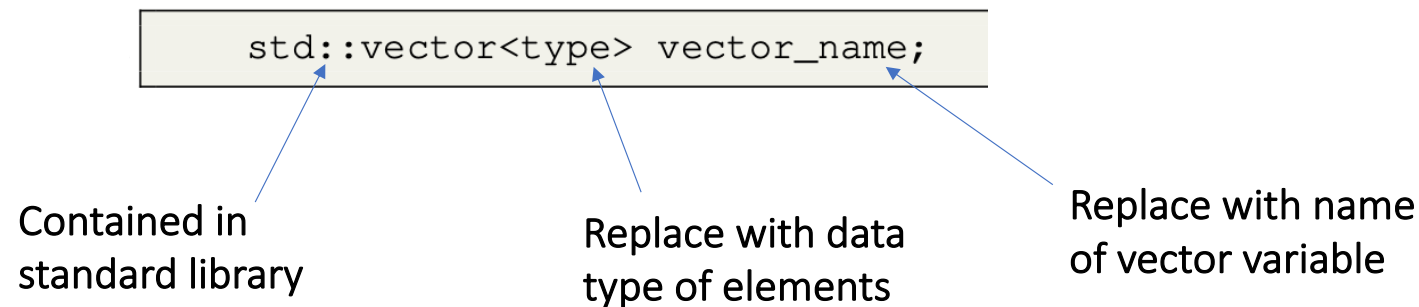 std::vector<type> vector_name;
Contained in
standard library
Replace with data
type of elements
Replace with name
of vector variable